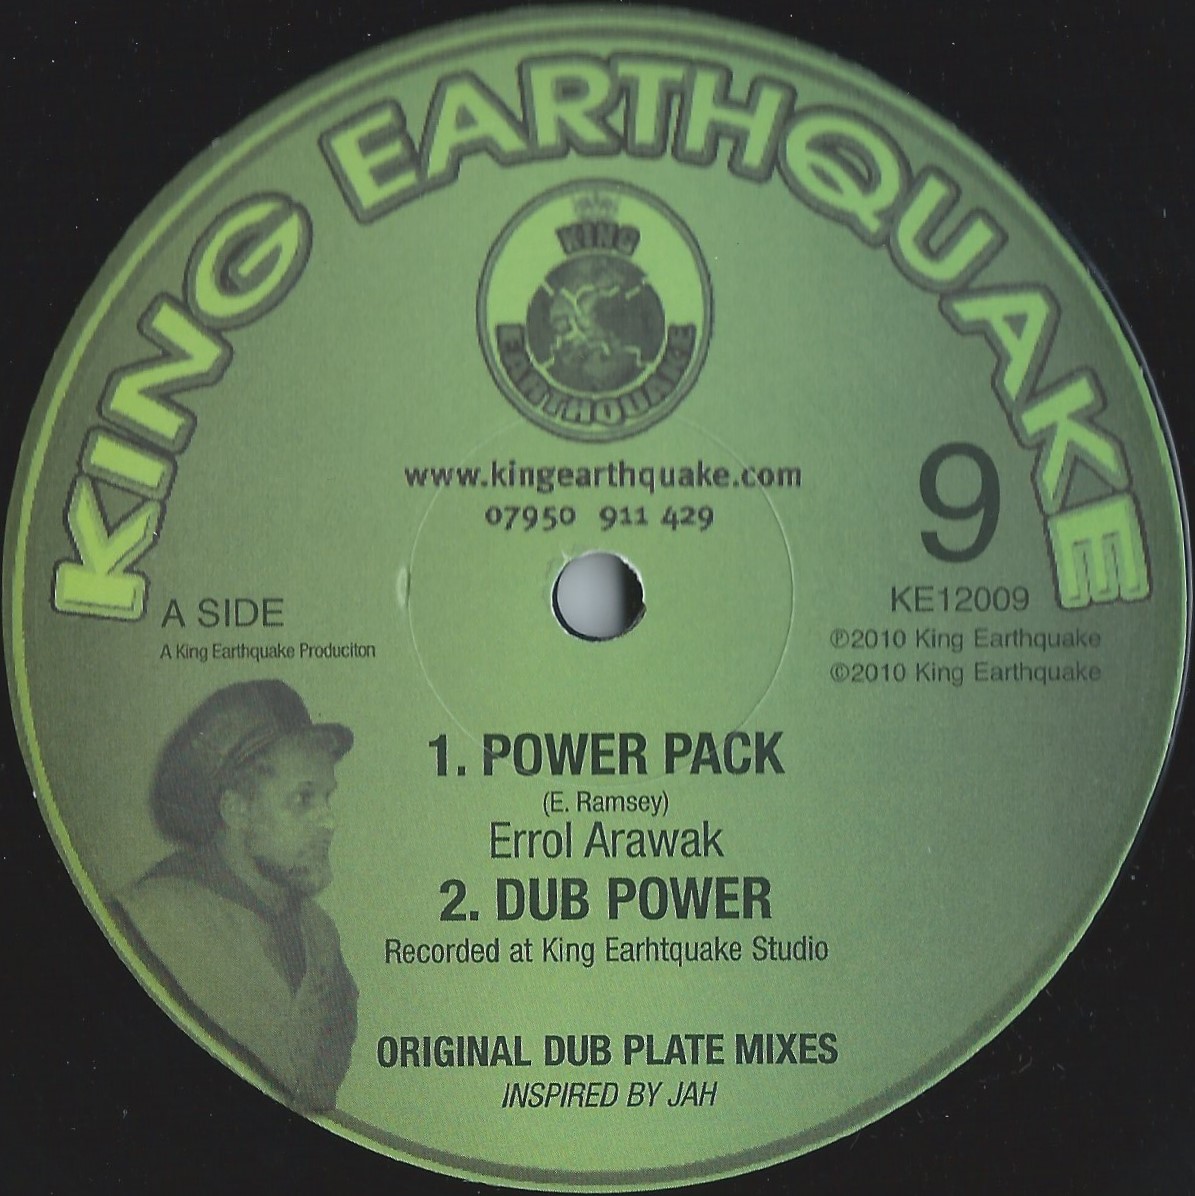 KING EARTHQUAKE
KING
EARTHQUAKE
www.kingearthquake.com
07950 911 429
9
KE12009
A SIDE
A King Earthquake Produciton
℗2010 King Earthquake
©2010 King Earthquake
1. POWER PACK
(E. Ramsey)
Errol Arawak
2. DUB POWER
Recorded at King Earhtquake Studio
ORIGINAL DUB PLATE MIXES
INSPIRED BY JAH